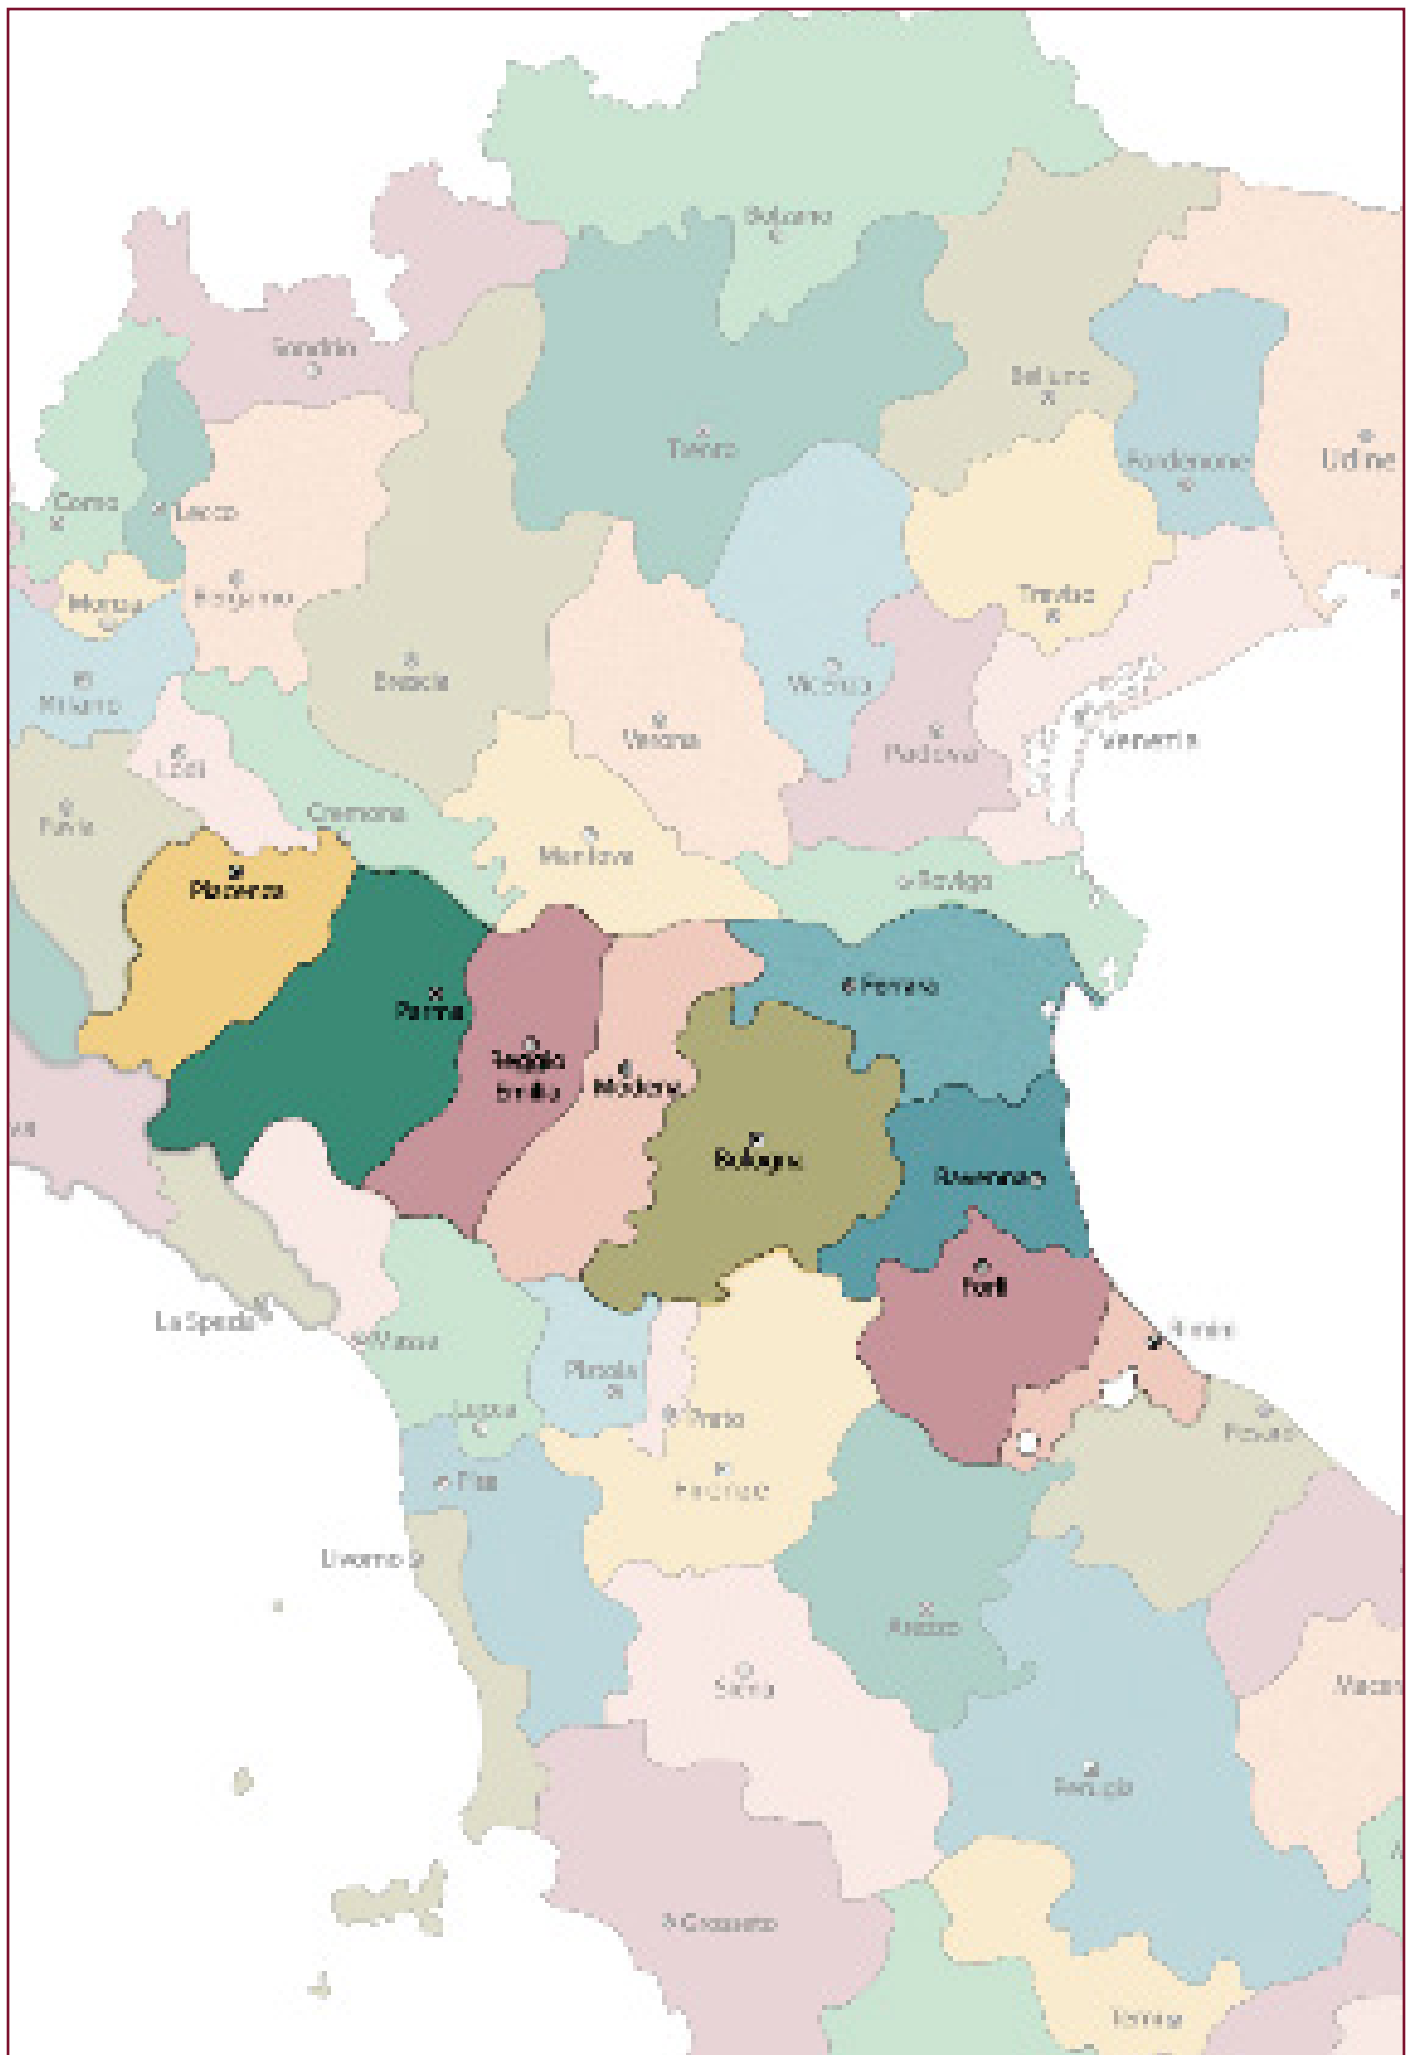 Bolzano
Sondrio
Belluno
Trento
Pordenone
Udine
Como
Lecco
Bergamo
Monza
Treviso
Brescia
Vicenza
Milano
Verona
Padova
Venezia
Lodi
Cremona
Pavia
Mantova
Rovigo
Piacenza
Ferrara
Parma
Reggio
Emilia
Modena
Bologna
Ravenna
Forlì
Rimini
La Spezia
Massa
Pistoia
Lucca
Prato
Pesaro
Pisa
Firenze
Livorno
Arezzo
Siena
Perugia
Grosseto
Terni